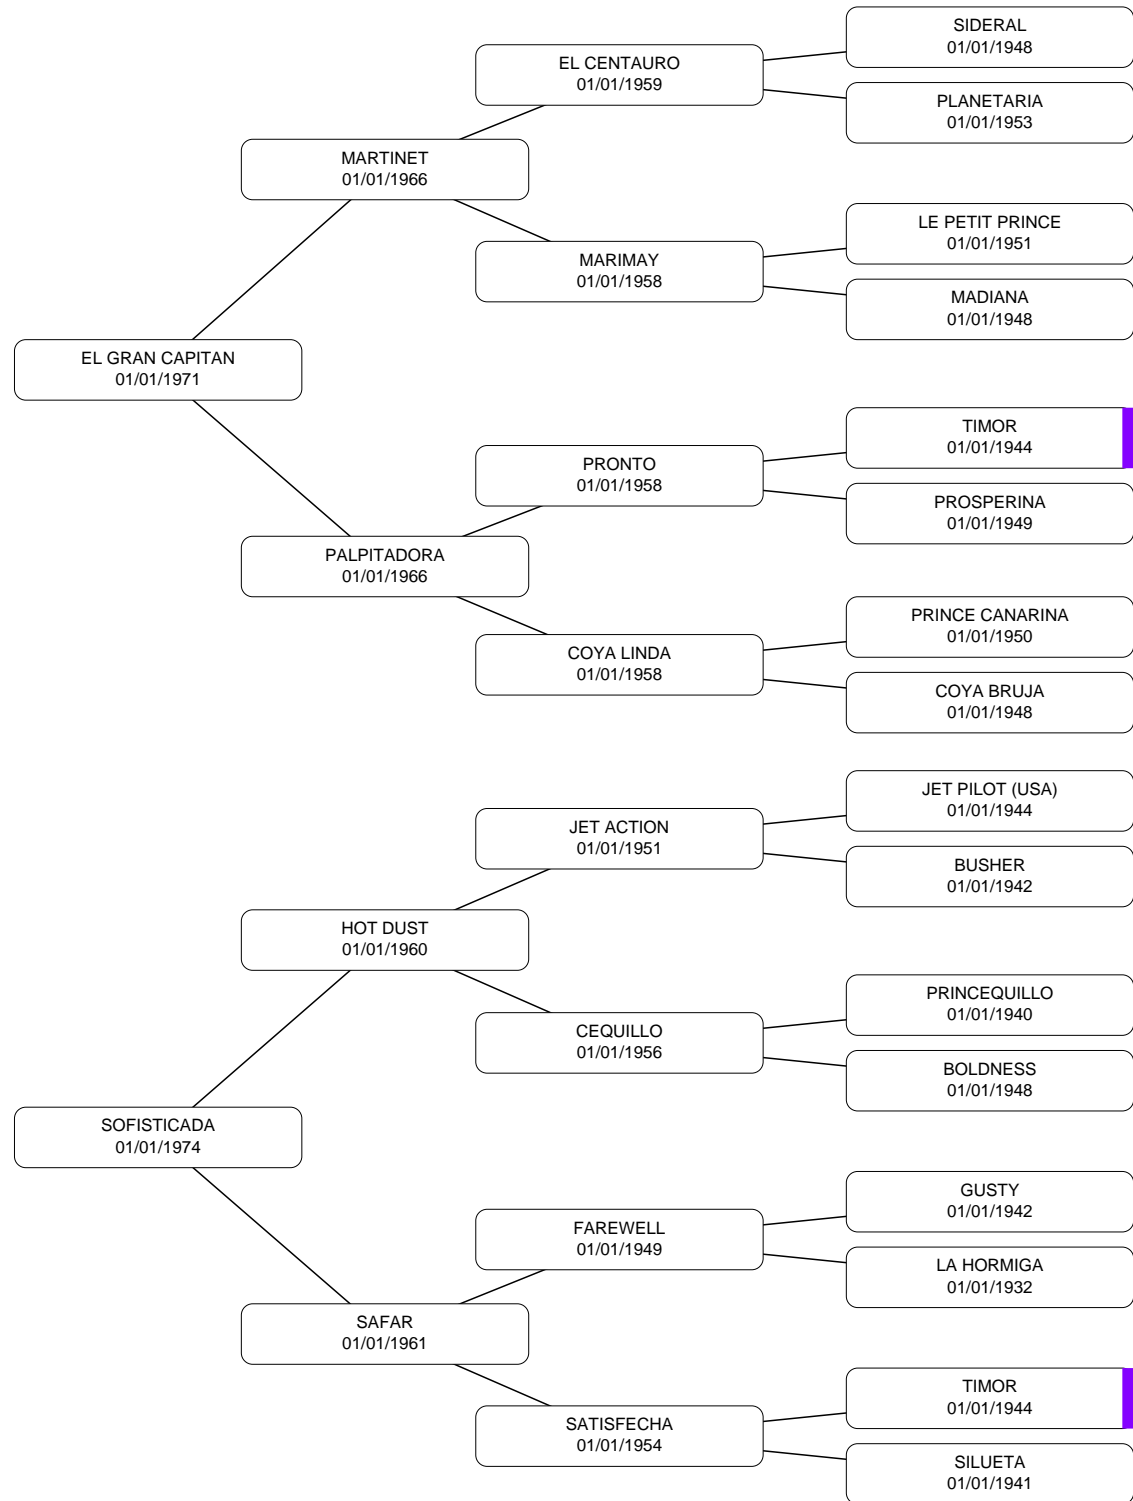 SIDERAL
01/01/1948
EL CENTAURO
01/01/1959
PLANETARIA
01/01/1953
MARTINET
01/01/1966
LE PETIT PRINCE
01/01/1951
MARIMAY
01/01/1958
MADIANA
01/01/1948
EL GRAN CAPITAN
01/01/1971
TIMOR
01/01/1944
PRONTO
01/01/1958
PROSPERINA
01/01/1949
PALPITADORA
01/01/1966
PRINCE CANARINA
01/01/1950
COYA LINDA
01/01/1958
COYA BRUJA
01/01/1948
JET PILOT (USA)
01/01/1944
JET ACTION
01/01/1951
BUSHER
01/01/1942
HOT DUST
01/01/1960
PRINCEQUILLO
01/01/1940
CEQUILLO
01/01/1956
BOLDNESS
01/01/1948
SOFISTICADA
01/01/1974
GUSTY
01/01/1942
FAREWELL
01/01/1949
LA HORMIGA
01/01/1932
SAFAR
01/01/1961
TIMOR
01/01/1944
SATISFECHA
01/01/1954
SILUETA
01/01/1941